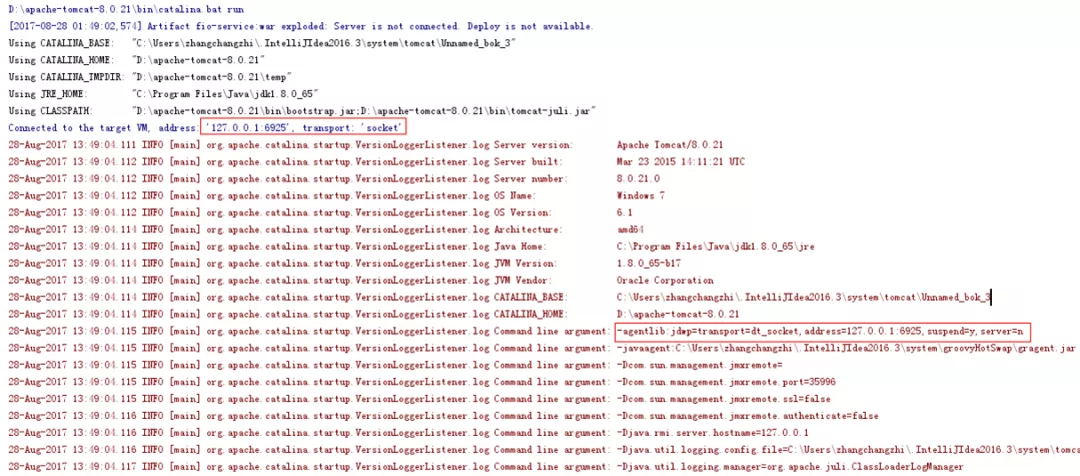 D:\apache-tomcat-8.0.21\bin\catalina.bat run
[2017-08-28 01:49:02,574] Artifact fio-service:war exploded: Server is not connected. Deploy is not available.
Using CATALINA_BASE: "C:\Users\zhangchangzhi\.IntelliJIdea2016.3\system\tomcat\Unnamed_bok_3"
Using CATALINA_HOME: "D:\apache-tomcat-8.0.21"
Using CATALINA_TMPDIR: "D:\apache-tomcat-8.0.21\temp"
Using JRE_HOME: "C:\Program Files\Java\jdk1.8.0_65"
Using CLASSPATH: "D:\apache-tomcat-8.0.21\bin\bootstrap.jar;D:\apache-tomcat-8.0.21\bin\tomcat-juli.jar"
Connected to the target VM, address: '127.0.0.1:6925', transport: 'socket'
28-Aug-2017 13:49:04.111 INFO [main] org.apache.catalina.startup.VersionLoggerListener.log Server version: Apache Tomcat/8.0.21
28-Aug-2017 13:49:04.112 INFO [main] org.apache.catalina.startup.VersionLoggerListener.log Server built: Mar 23 2015 14:11:21 UTC
28-Aug-2017 13:49:04.112 INFO [main] org.apache.catalina.startup.VersionLoggerListener.log Server number: 8.0.21.0
28-Aug-2017 13:49:04.112 INFO [main] org.apache.catalina.startup.VersionLoggerListener.log OS Name: Windows 7
28-Aug-2017 13:49:04.112 INFO [main] org.apache.catalina.startup.VersionLoggerListener.log OS Version: 6.1
28-Aug-2017 13:49:04.114 INFO [main] org.apache.catalina.startup.VersionLoggerListener.log Architecture: amd64
28-Aug-2017 13:49:04.114 INFO [main] org.apache.catalina.startup.VersionLoggerListener.log Java Home: C:\Program Files\Java\jdk1.8.0_65\jre
28-Aug-2017 13:49:04.114 INFO [main] org.apache.catalina.startup.VersionLoggerListener.log JVM Version: 1.8.0_65-b17
28-Aug-2017 13:49:04.114 INFO [main] org.apache.catalina.startup.VersionLoggerListener.log JVM Vendor: Oracle Corporation
28-Aug-2017 13:49:04.114 INFO [main] org.apache.catalina.startup.VersionLoggerListener.log CATALINA_BASE: C:\Users\zhangchangzhi\.IntelliJIdea2016.3\system\tomcat\Unnamed_bok_3
28-Aug-2017 13:49:04.114 INFO [main] org.apache.catalina.startup.VersionLoggerListener.log CATALINA_HOME: D:\apache-tomcat-8.0.21
28-Aug-2017 13:49:04.115 INFO [main] org.apache.catalina.startup.VersionLoggerListener.log Command line argument: -agentlib:jdwp=transport=dt_socket,address=127.0.0.1:6925,suspend=y,server=n
28-Aug-2017 13:49:04.115 INFO [main] org.apache.catalina.startup.VersionLoggerListener.log Command line argument: -javaagent:C:\Users\zhangchangzhi\.IntelliJIdea2016.3\system\groovyHotSwap\gragent.jar
28-Aug-2017 13:49:04.115 INFO [main] org.apache.catalina.startup.VersionLoggerListener.log Command line argument: -Dcom.sun.management.jmxremote=
28-Aug-2017 13:49:04.115 INFO [main] org.apache.catalina.startup.VersionLoggerListener.log Command line argument: -Dcom.sun.management.jmxremote.port=35996
28-Aug-2017 13:49:04.115 INFO [main] org.apache.catalina.startup.VersionLoggerListener.log Command line argument: -Dcom.sun.management.jmxremote.ssl=false
28-Aug-2017 13:49:04.116 INFO [main] org.apache.catalina.startup.VersionLoggerListener.log Command line argument: -Dcom.sun.management.jmxremote.authenticate=false
28-Aug-2017 13:49:04.116 INFO [main] org.apache.catalina.startup.VersionLoggerListener.log Command line argument: -Djava.rmi.server.hostname=127.0.0.1
28-Aug-2017 13:49:04.116 INFO [main] org.apache.catalina.startup.VersionLoggerListener.log Command line argument: -Djava.util.logging.config.file=C:\Users\zhangchangzhi\.IntelliJIdea2016.3\system\tomc
28-Aug-2017 13:49:04.117 INFO [main] org.apache.catalina.startup.VersionLoggerListener.log Command line argument: -Djava.util.logging.manager=org.apache.juli.ClassLoaderLogManager